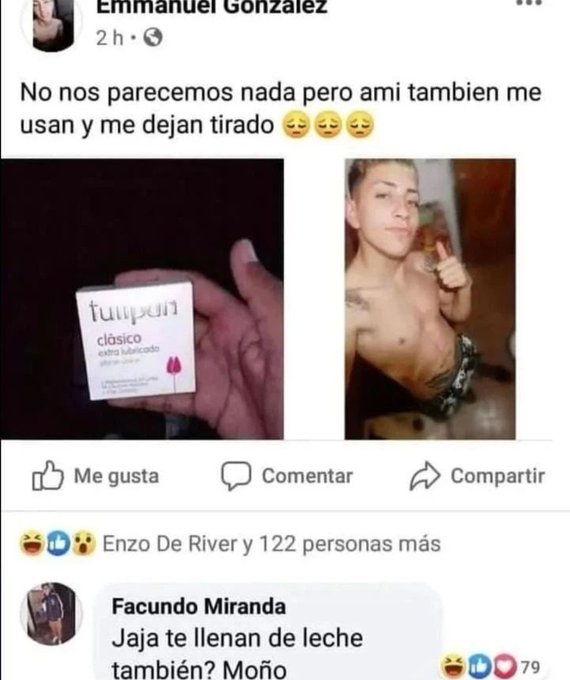 Emmanuel González
2 h ·
No nos parecemos nada pero ami tambien me
usan y me dejan tirado 😔😔😔
tulipán
clásico
extra lubricado
Me gusta
Comentar
Compartir
Enzo De River y 122 personas más
Facundo Miranda
Jaja te llenan de leche
también? Moño
79